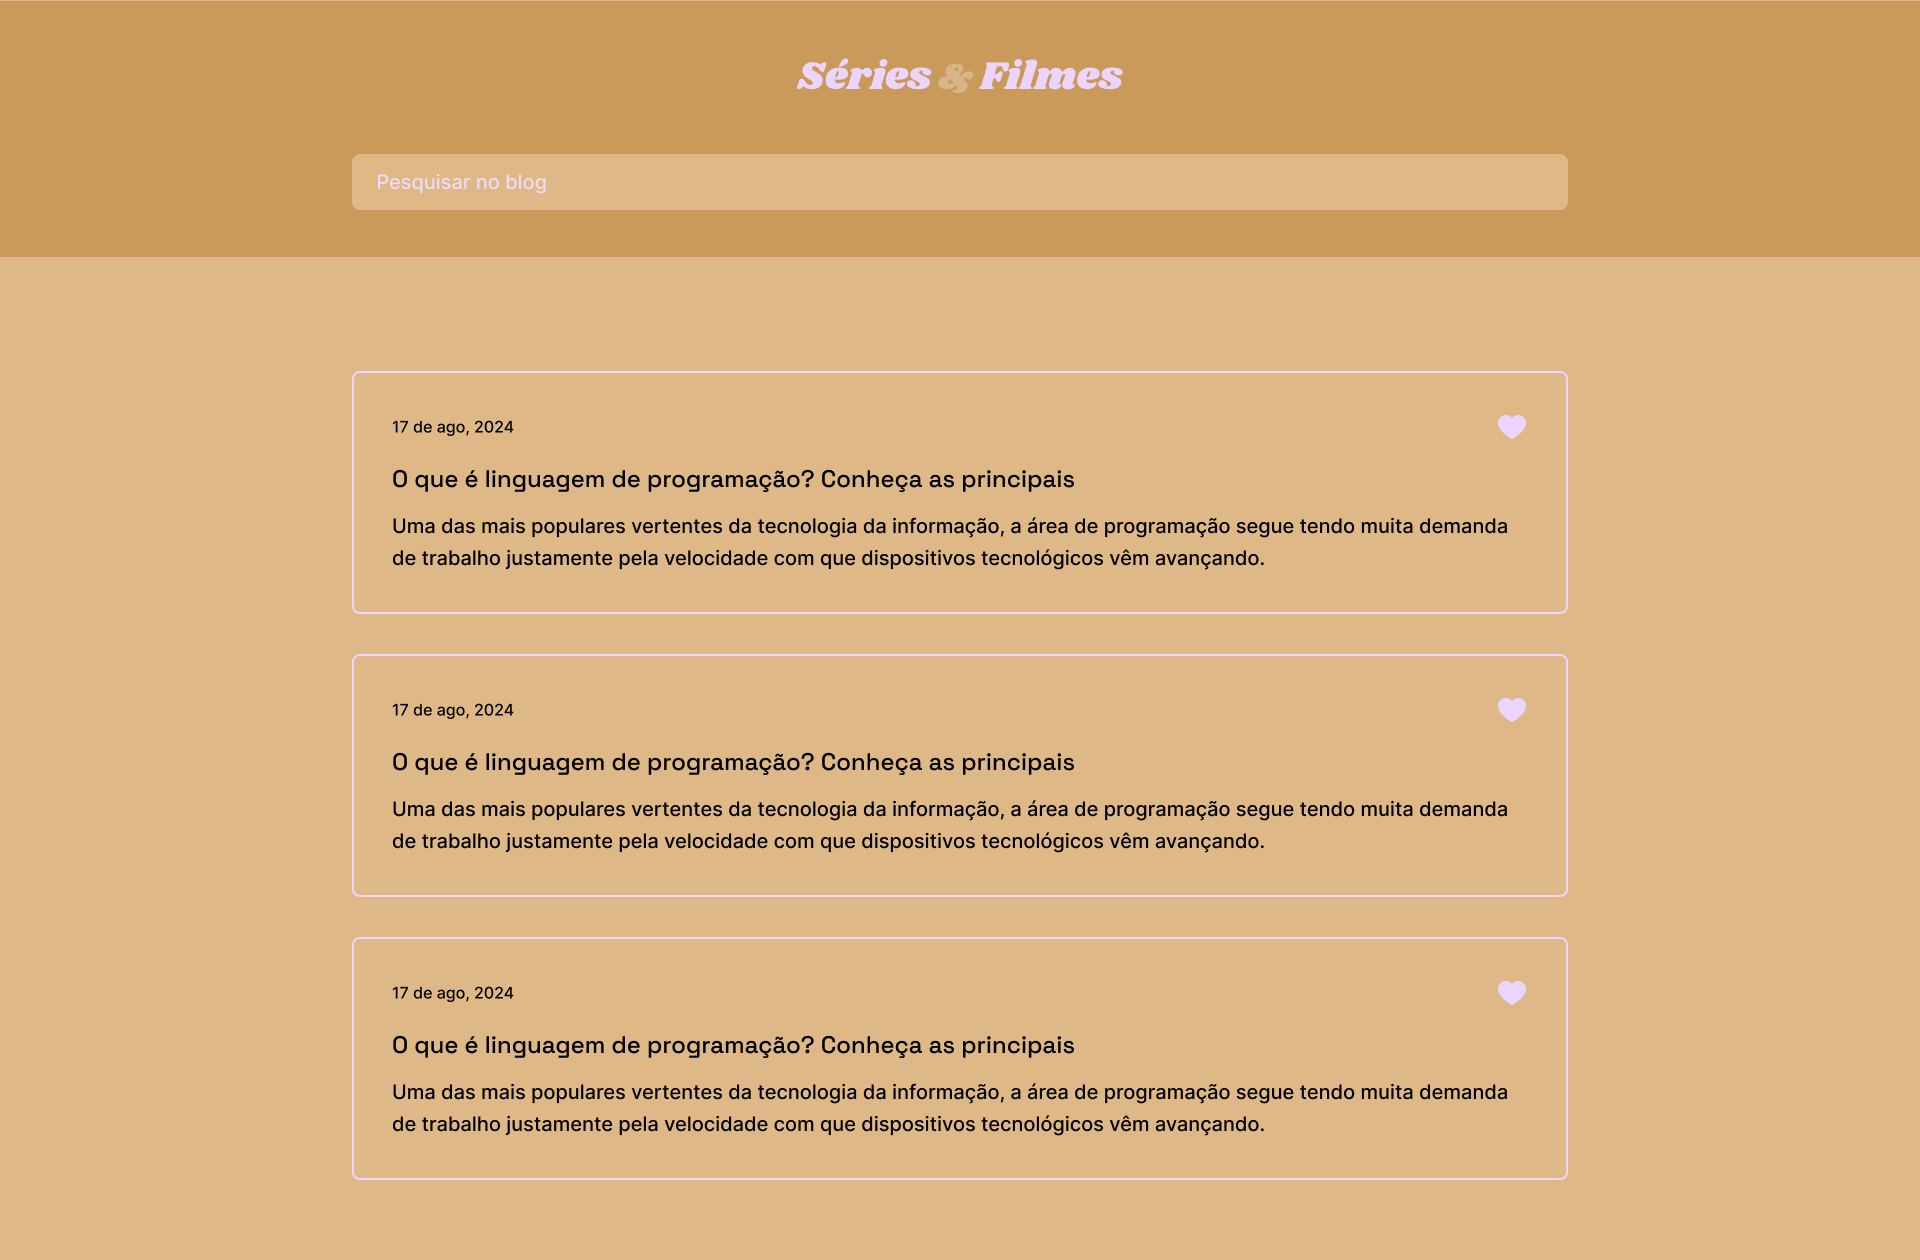 Séries & Filmes
Pesquisar no blog
17 de ago, 2024
O que é linguagem de programação? Conheça as principais
Uma das mais populares vertentes da tecnologia da informação, a área de programação segue tendo muita demanda
de trabalho justamente pela velocidade com que dispositivos tecnológicos vêm avançando.
17 de ago, 2024
O que é linguagem de programação? Conheça as principais
Uma das mais populares vertentes da tecnologia da informação, a área de programação segue tendo muita demanda
de trabalho justamente pela velocidade com que dispositivos tecnológicos vêm avançando.
17 de ago, 2024
O que é linguagem de programação? Conheça as principais
Uma das mais populares vertentes da tecnologia da informação, a área de programação segue tendo muita demanda
de trabalho justamente pela velocidade com que dispositivos tecnológicos vêm avançando.